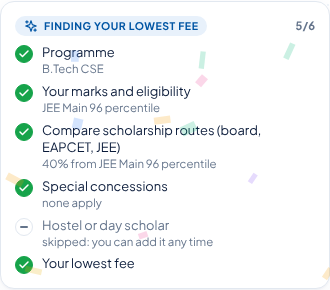 FINDING YOUR LOWEST FEE 5/6
Programme
B.Tech CSE
Your marks and eligibility
JEE Main 96 percentile
Compare scholarship routes (board,
EAPCET, JEE)
40% from JEE Main 96 percentile
Special concessions
none apply
Hostel or day scholar
skipped: you can add it any time
Your lowest fee